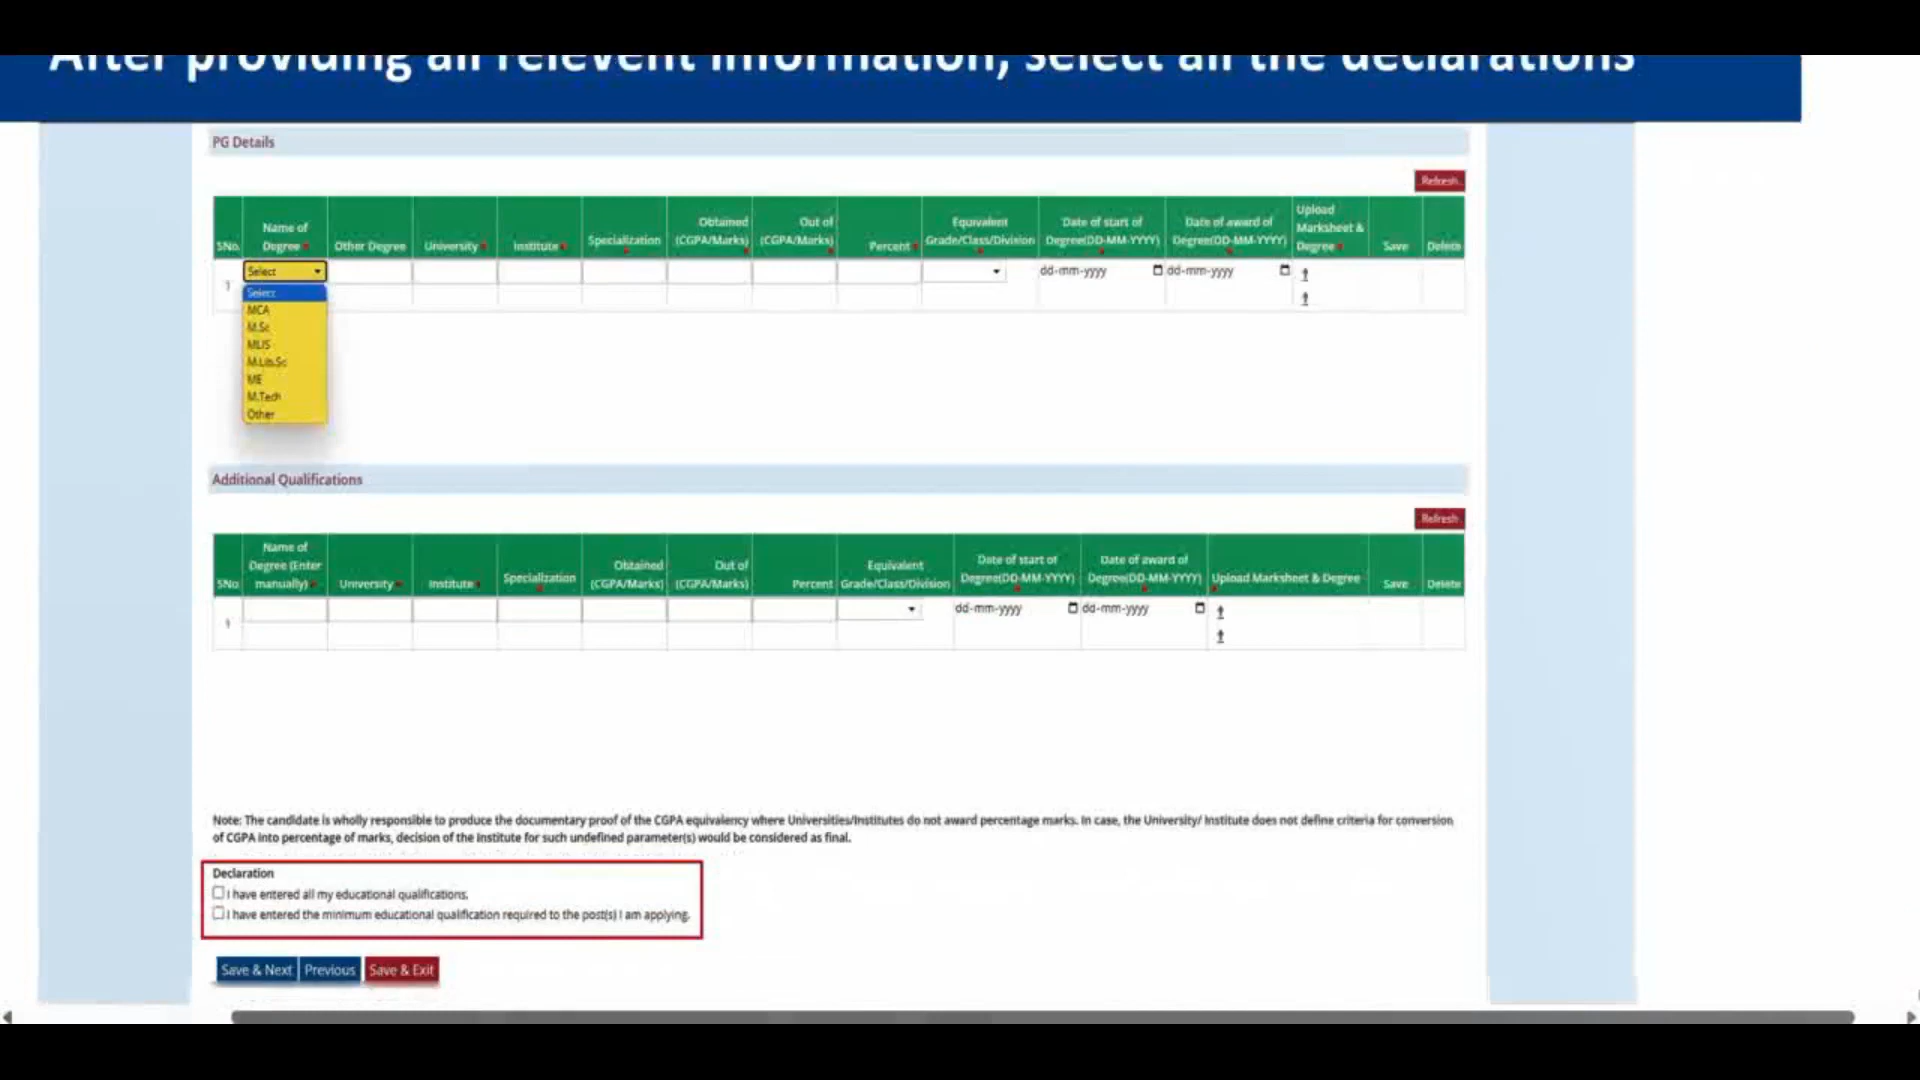 After providing all relevent information, select all the declarations
PG Details
Refresh
SNo. Name of Degree* Other Degree University* Institute* Specialization* Obtained (CGPA/Marks)* Out of (CGPA/Marks)* Percent* Equivalent Grade/Class/Division* Date of start of Degree(DD-MM-YYYY)* Date of award of Degree(DD-MM-YYYY)* Upload Marksheet & Degree* Save Delete
1 Select dd-mm-yyyy dd-mm-yyyy
Select
MCA
M.Sc
MLIS
M.Lib.Sc
ME
M.Tech
Other
Additional Qualifications
Refresh
SNo Name of Degree (Enter manually)* University* Institute* Specialization* Obtained (CGPA/Marks) Out of (CGPA/Marks) Percent Equivalent Grade/Class/Division Date of start of Degree(DD-MM-YYYY)* Date of award of Degree(DD-MM-YYYY)* Upload Marksheet & Degree* Save Delete
1 dd-mm-yyyy dd-mm-yyyy
Note: The candidate is wholly responsible to produce the documentary proof of the CGPA equivalency where Universities/Institutes do not award percentage marks. In case, the University/ Institute does not define criteria for conversion
of CGPA into percentage of marks, decision of the Institute for such undefined parameter(s) would be considered as final.
Declaration
I have entered all my educational qualifications.
I have entered the minimum educational qualification required to the post(s) I am applying.
Save & Next Previous Save & Exit